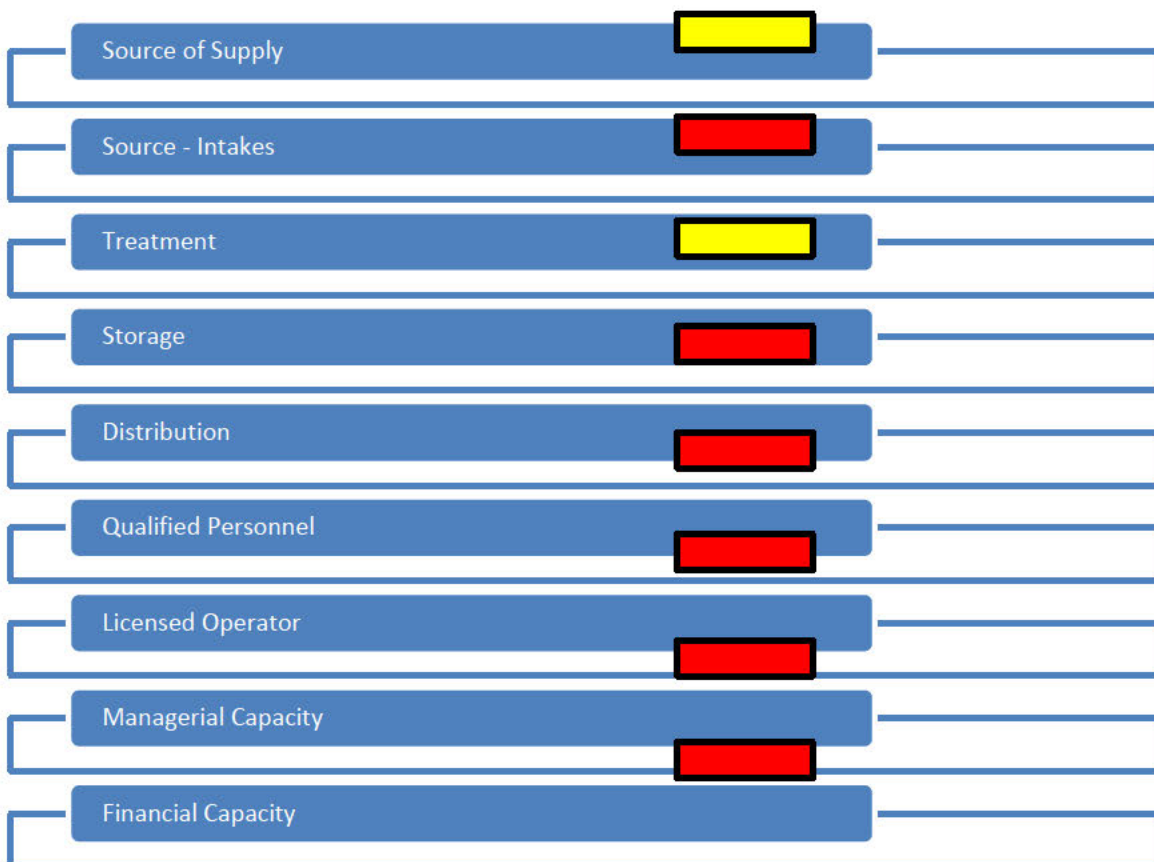 Source of Supply
Source - Intakes
Treatment
Storage
Distribution
Qualified Personnel
Licensed Operator
Managerial Capacity
Financial Capacity